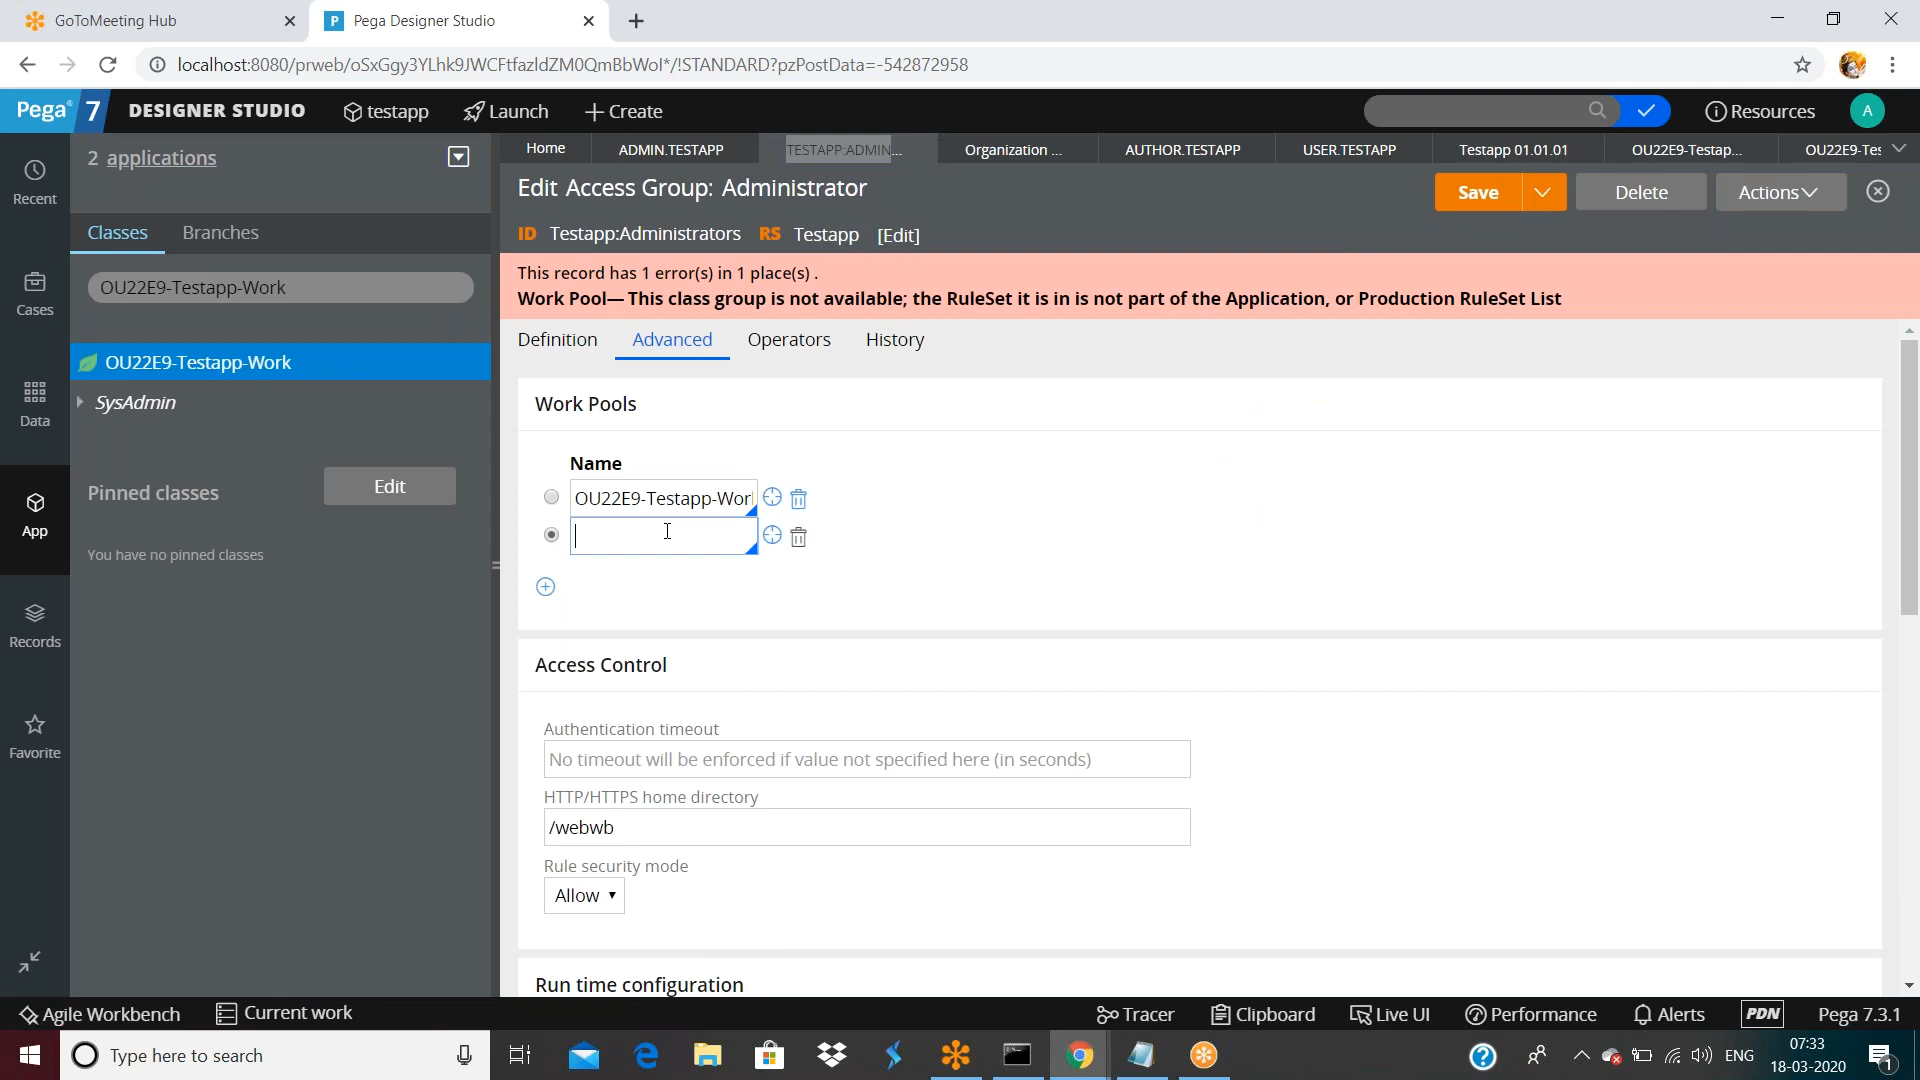 GoToMeeting Hub
Pega Designer Studio
localhost:8080/prweb/oSxGgy3YLhk9JWCFtfazldZM0QmBbWoI*/!STANDARD?pzPostData=-542872958
Pega 7 DESIGNER STUDIO testapp Launch Create Resources A
2 applications
Home ADMIN.TESTAPP TESTAPP:ADMIN... Organization ... AUTHOR.TESTAPP USER.TESTAPP Testapp 01.01.01 OU22E9-Testap... OU22E9-Tes
Edit Access Group: Administrator
Save Delete Actions
ID Testapp:Administrators RS Testapp [Edit]
This record has 1 error(s) in 1 place(s) .
Work Pool— This class group is not available; the RuleSet it is in is not part of the Application, or Production RuleSet List
Recent
Cases
Data
App
Records
Favorite
Classes Branches
OU22E9-Testapp-Work
OU22E9-Testapp-Work
SysAdmin
Pinned classes Edit
You have no pinned classes
Definition Advanced Operators History
Work Pools
Name
OU22E9-Testapp-Wor
Access Control
Authentication timeout
No timeout will be enforced if value not specified here (in seconds)
HTTP/HTTPS home directory
/webwb
Rule security mode
Allow
Run time configuration
Agile Workbench Current work Tracer Clipboard Live UI Performance Alerts PDN Pega 7.3.1
Type here to search
ENG
07:33
18-03-2020
1